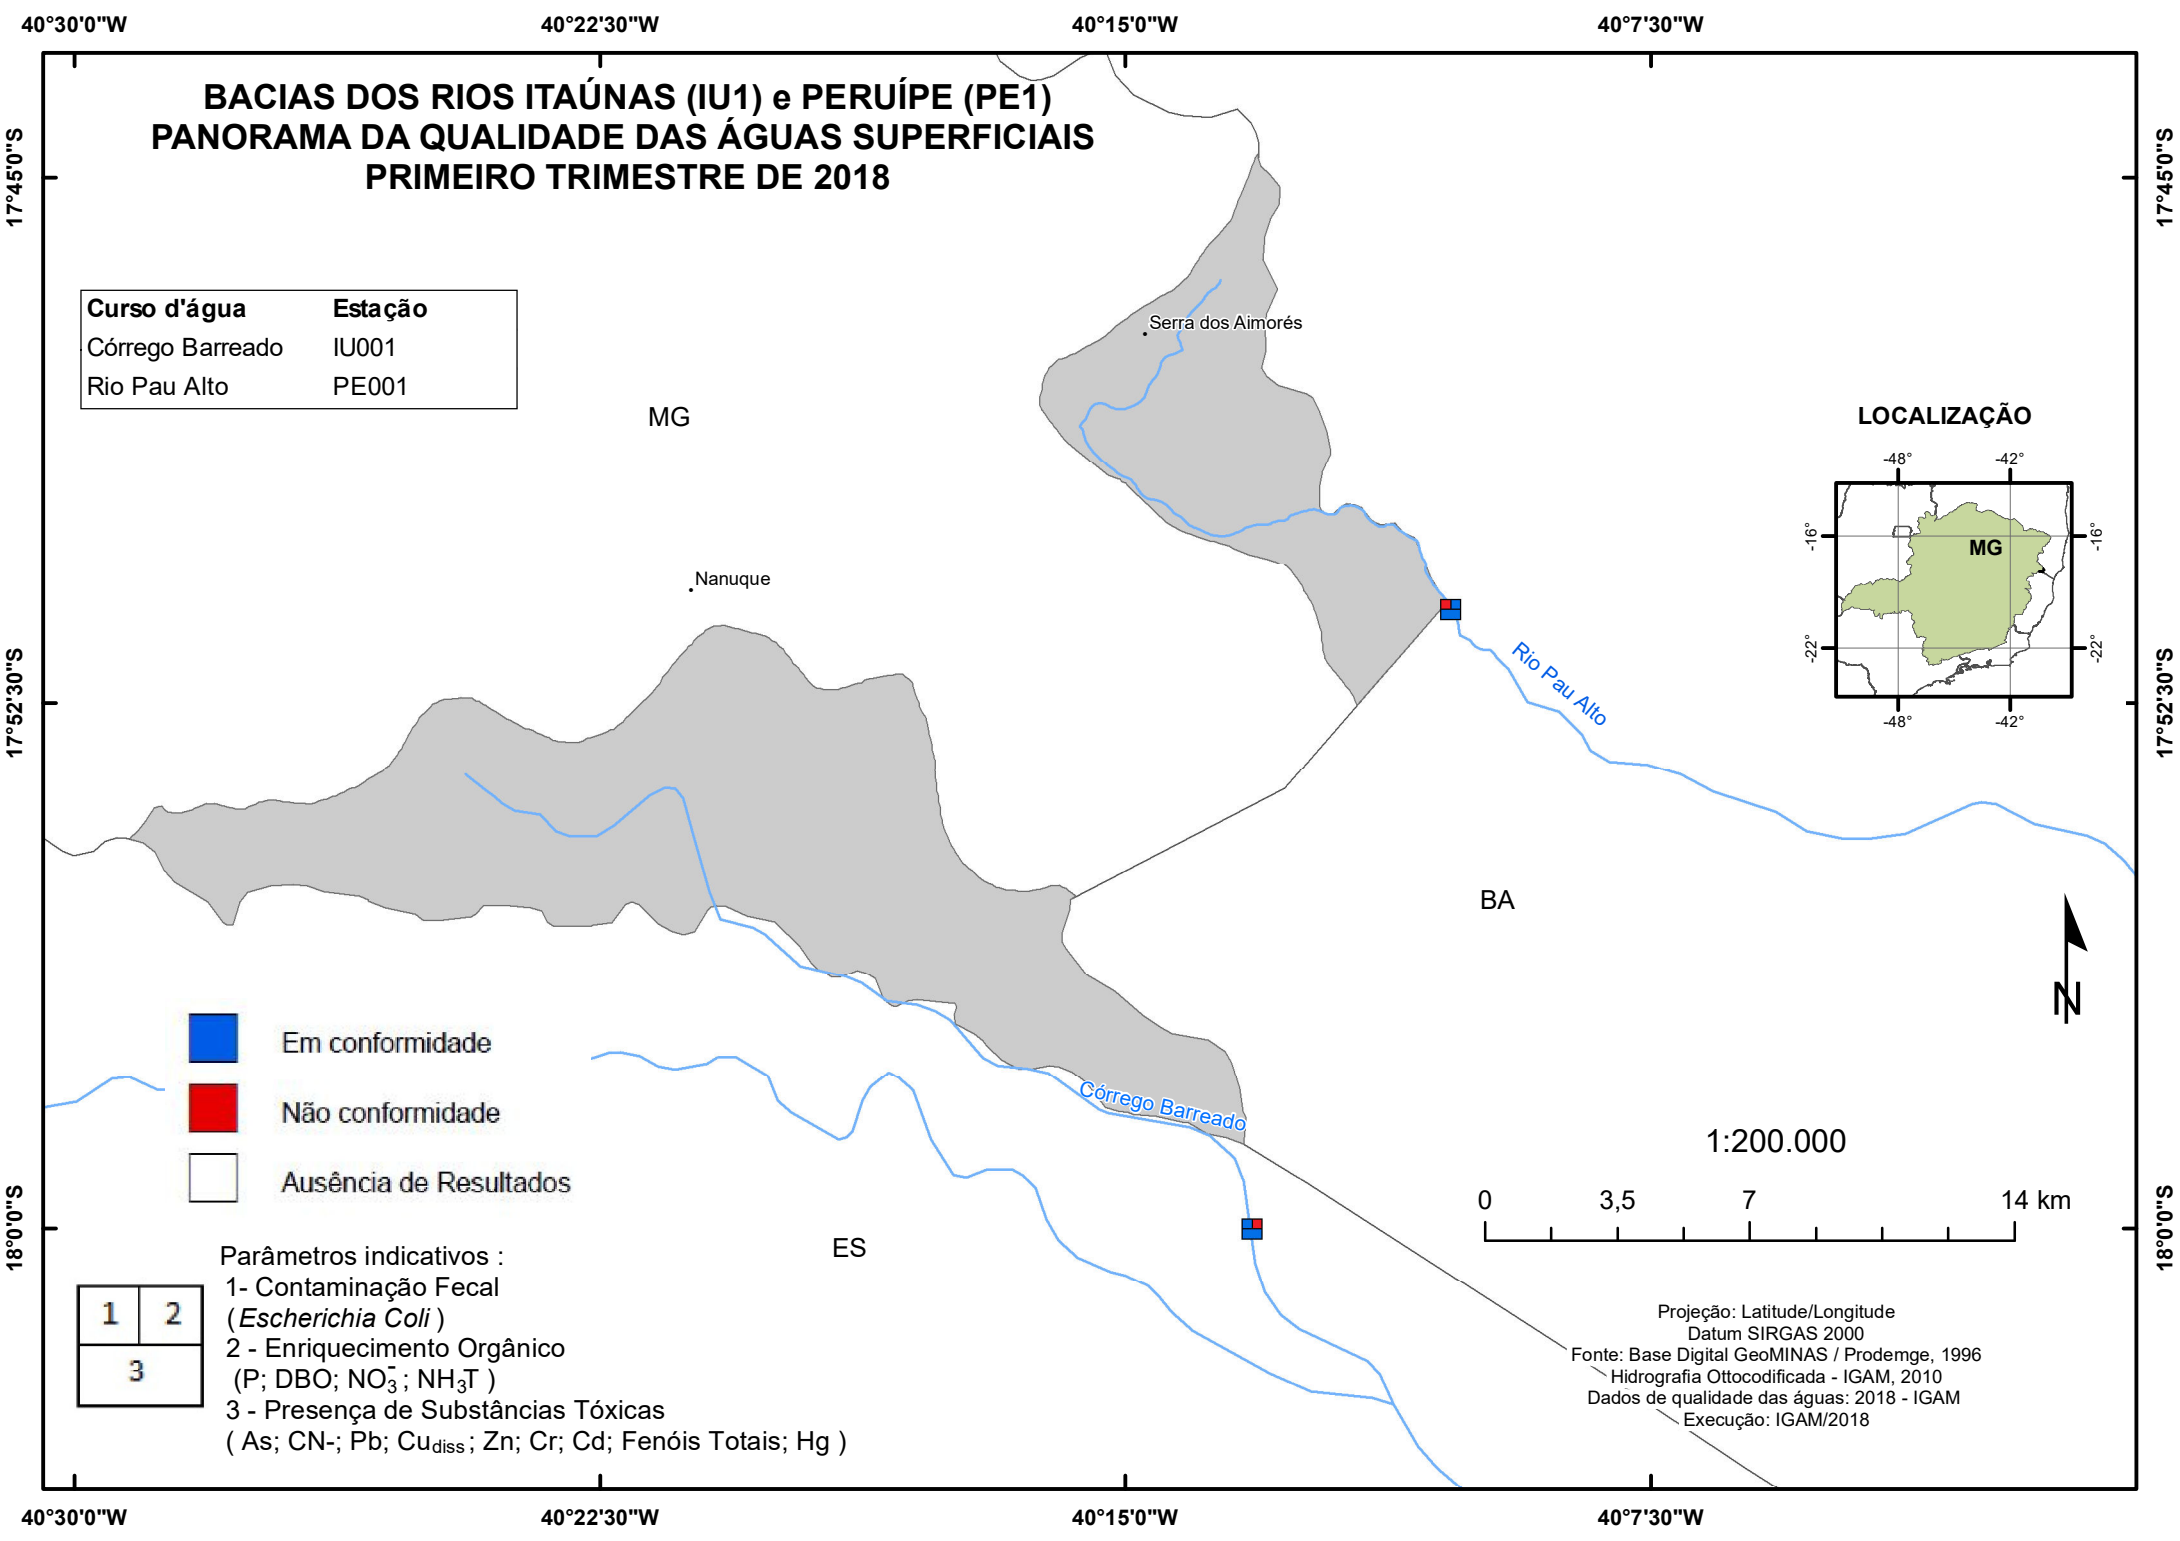 40°30'0"W 40°22'30"W 40°15'0"W 40°7'30"W
BACIAS DOS RIOS ITAÚNAS (IU1) e PERUÍPE (PE1)
PANORAMA DA QUALIDADE DAS ÁGUAS SUPERFICIAIS
PRIMEIRO TRIMESTRE DE 2018
17°45'0"S
17°45'0"S
Curso d'água Estação
Córrego Barreado IU001
Rio Pau Alto PE001
Serra dos Aimorés
MG
LOCALIZAÇÃO
-48° -42°
-16° -16°
MG
-22° -22°
-48° -42°
Nanuque
Rio Pau Alto
17°52'30"S
17°52'30"S
BA
N
Em conformidade
Não conformidade
Ausência de Resultados
Córrego Barreado
1:200.000
0 3,5 7 14 km
18°0'0"S
18°0'0"S
ES
Parâmetros indicativos :
1- Contaminação Fecal
(Escherichia Coli )
2 - Enriquecimento Orgânico
(P; DBO; NO₃⁻; NH₃T )
3 - Presença de Substâncias Tóxicas
( As; CN-; Pb; Cudiss ; Zn; Cr; Cd; Fenóis Totais; Hg )
1 2
3
Projeção: Latitude/Longitude
Datum SIRGAS 2000
Fonte: Base Digital GeoMINAS / Prodemge, 1996
Hidrografia Ottocodificada - IGAM, 2010
Dados de qualidade das águas: 2018 - IGAM
Execução: IGAM/2018
40°30'0"W 40°22'30"W 40°15'0"W 40°7'30"W